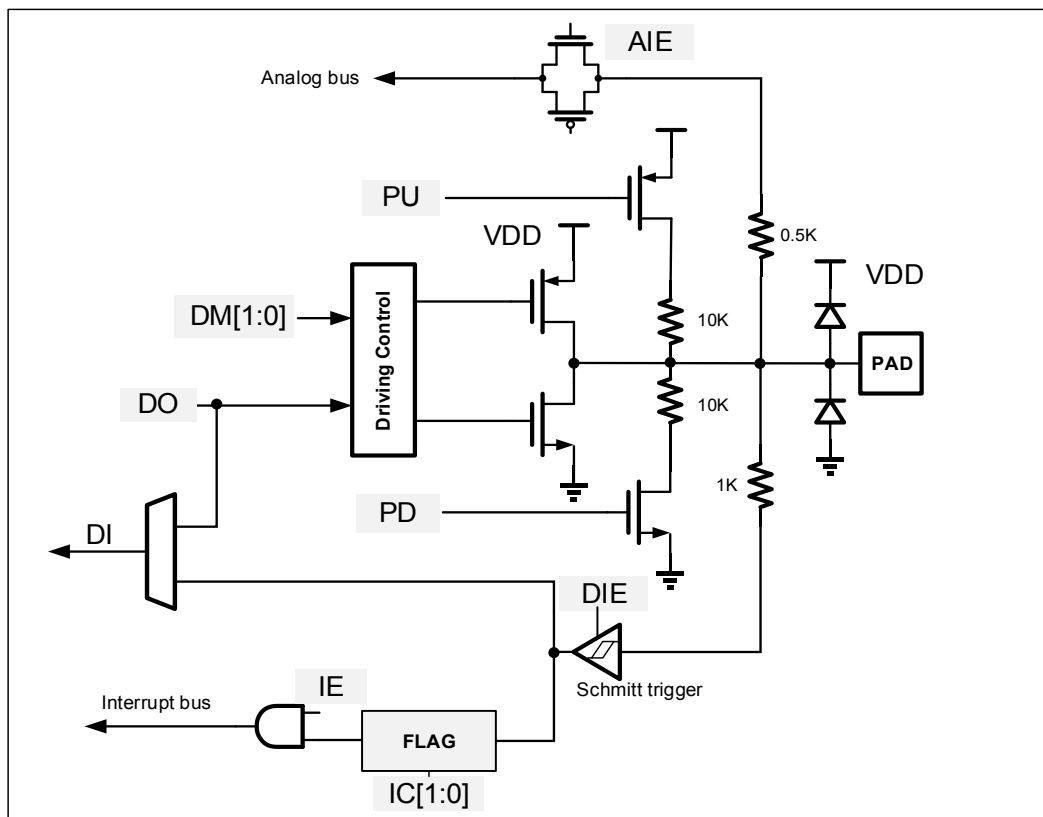 AIE
Analog bus
PU
VDD
0.5K
VDD
DM[1:0]
10K
Driving Control
PAD
DO
10K
1K
PD
DI
DIE
Schmitt trigger
IE
Interrupt bus
FLAG
IC[1:0]